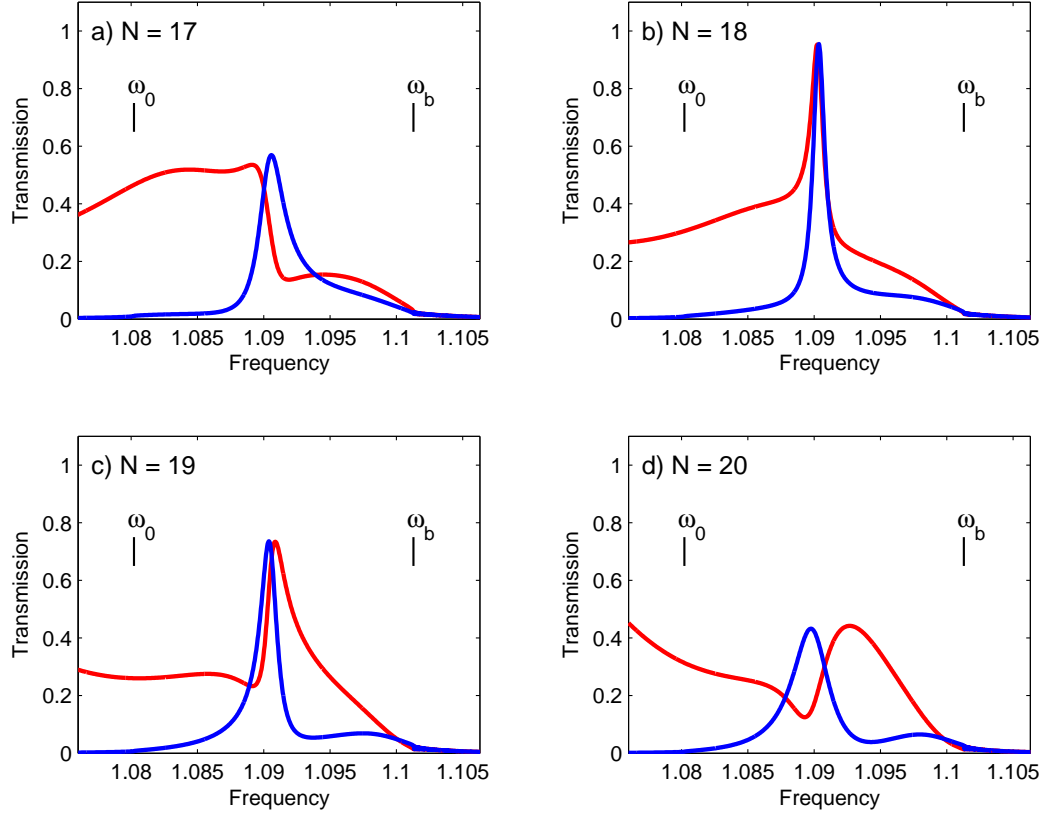 a) N = 17
ω0
ωb
Transmission
1
0.8
0.6
0.4
0.2
0
1.08
1.085
1.09
1.095
1.1
1.105
Frequency
b) N = 18
ω0
ωb
Transmission
1
0.8
0.6
0.4
0.2
0
1.08
1.085
1.09
1.095
1.1
1.105
Frequency
c) N = 19
ω0
ωb
Transmission
1
0.8
0.6
0.4
0.2
0
1.08
1.085
1.09
1.095
1.1
1.105
Frequency
d) N = 20
ω0
ωb
Transmission
1
0.8
0.6
0.4
0.2
0
1.08
1.085
1.09
1.095
1.1
1.105
Frequency